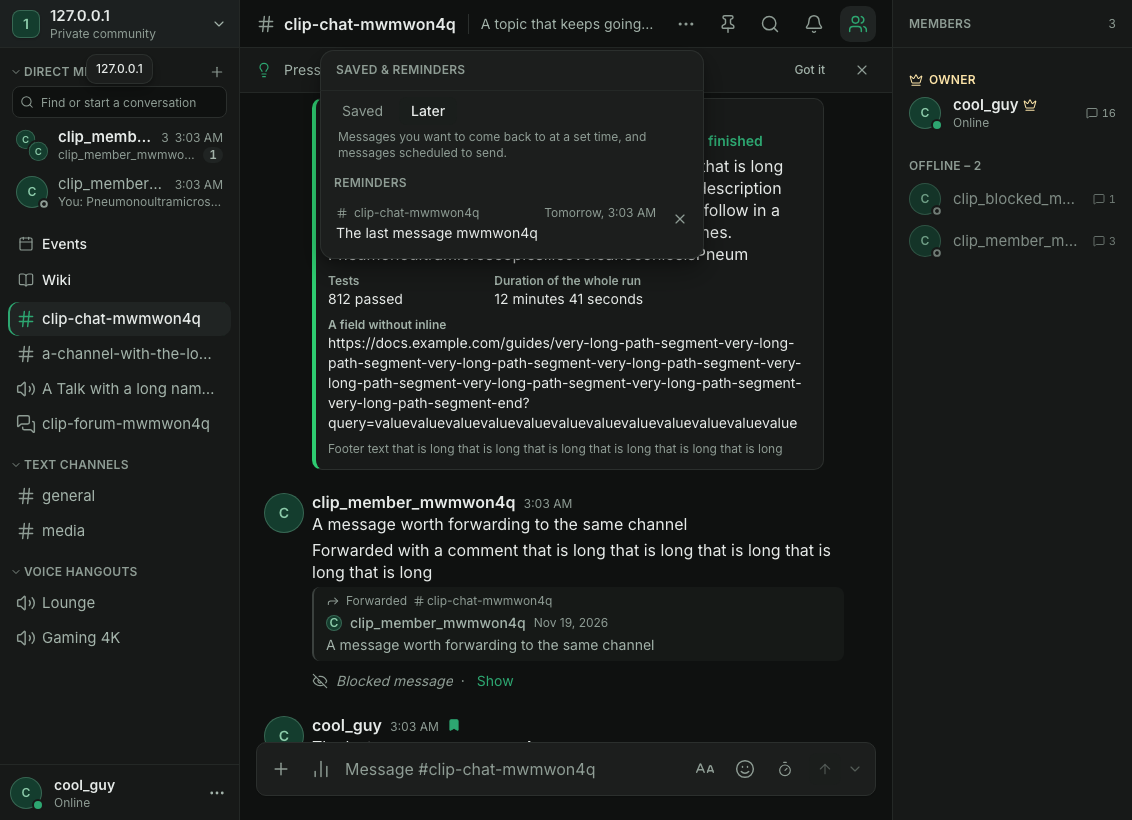 1
127.0.0.1
Private community
DIRECT M
127.0.0.1
Find or start a conversation
C
C
clip_memb... 3 3:03 AM
clip_member_mwmwo... 1
C
clip_member... 3:03 AM
You: Pneumonoultramicros...
Events
Wiki
clip-chat-mwmwon4q
a-channel-with-the-lo...
A Talk with a long nam...
clip-forum-mwmwon4q
TEXT CHANNELS
general
media
VOICE HANGOUTS
Lounge
Gaming 4K
C
cool_guy
Online
clip-chat-mwmwon4q
A topic that keeps going...
Press
Got it
SAVED & REMINDERS
Saved Later
Messages you want to come back to at a set time, and
messages scheduled to send.
REMINDERS
# clip-chat-mwmwon4q Tomorrow, 3:03 AM
The last message mwmwon4q
finished
that is long
description
follow in a
Pneum
Tests Duration of the whole run
812 passed 12 minutes 41 seconds
A field without inline
https://docs.example.com/guides/very-long-path-segment-very-long-
path-segment-very-long-path-segment-very-long-path-segment-very-
long-path-segment-very-long-path-segment-very-long-path-segment-
very-long-path-segment-end?
query=valuevaluevaluevaluevaluevaluevaluevaluevaluevaluevaluevalue
Footer text that is long that is long that is long that is long that is long that is long
C
clip_member_mwmwon4q 3:03 AM
A message worth forwarding to the same channel
Forwarded with a comment that is long that is long that is long that is
long that is long
Forwarded # clip-chat-mwmwon4q
C clip_member_mwmwon4q Nov 19, 2026
A message worth forwarding to the same channel
Blocked message · Show
C
cool_guy 3:03 AM
Message #clip-chat-mwmwon4q
AA
MEMBERS 3
OWNER
C
cool_guy 16
Online
OFFLINE – 2
C
clip_blocked_m... 1
C
clip_member_m... 3